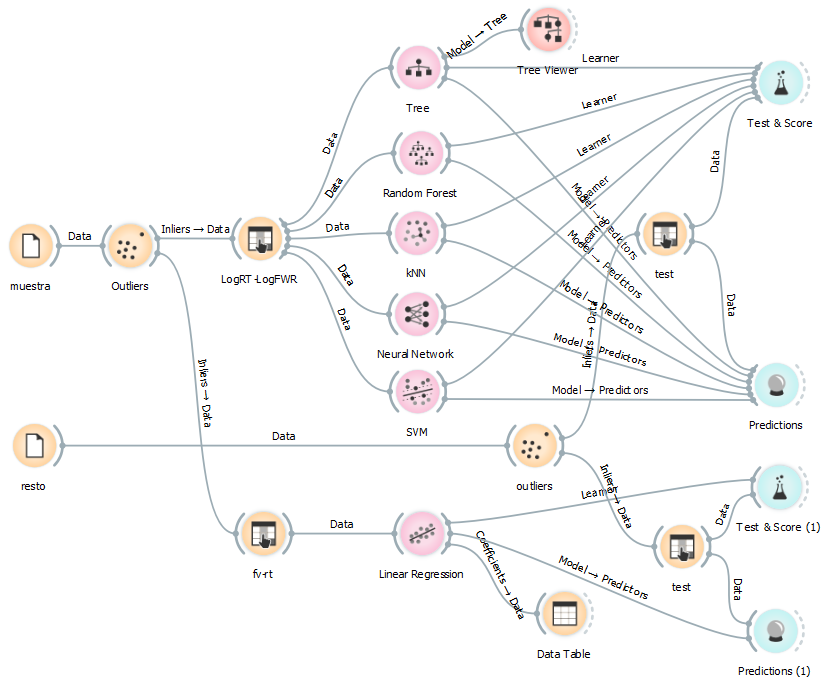 Model → Tree
Tree Viewer
Learner
Tree
Test & Score
Data
Learner
Random Forest
Data
Learner
Data
muestra
Data
Outliers
Inliers → Data
LogRT-LogFWR
Data
kNN
Learner
Model → Predictors
test
Data
Data
Neural Network
Learner
Model → Predictors
Data
Model → Predictors
Data
SVM
Inliers → Data
Model → Predictors
Model → Predictors
Predictions
Inliers → Data
resto
Data
outliers
Inliers → Data
Learner
Test & Score (1)
Data
fv-rt
Data
Linear Regression
Coefficients → Data
Data Table
Model → Predictors
test
Data
Predictions (1)